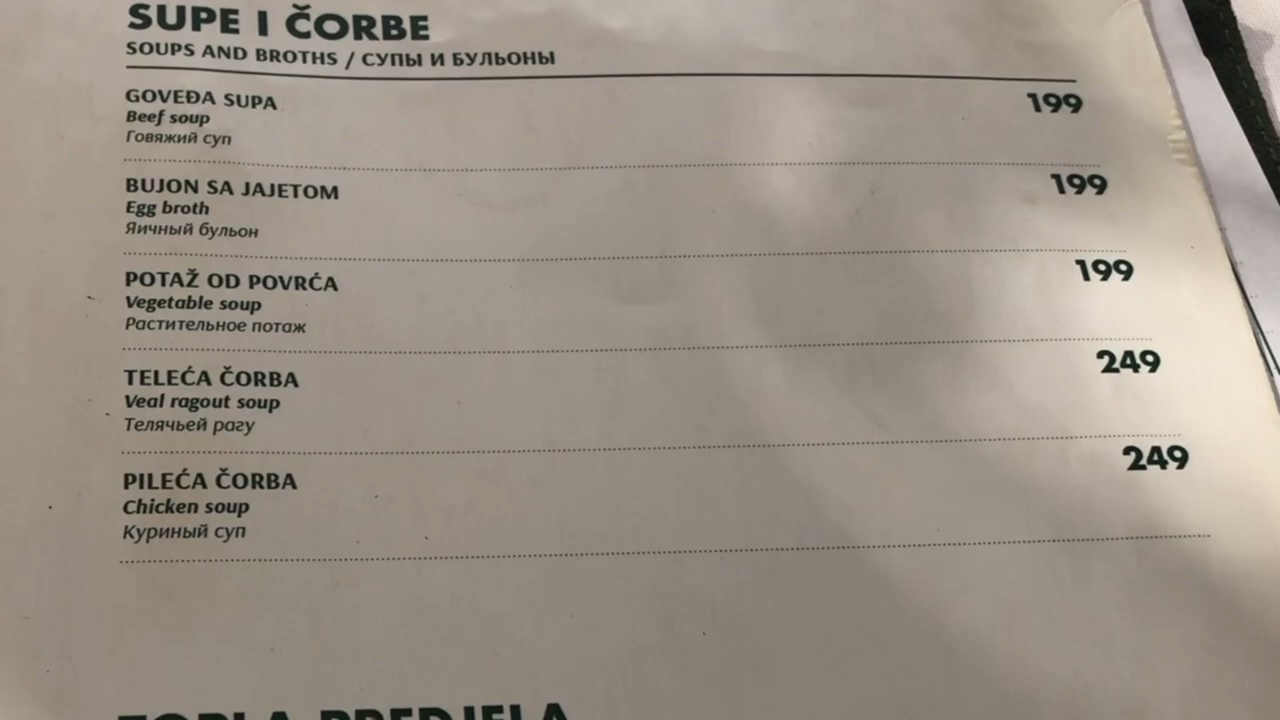 SUPE I ČORBE
SOUPS AND BROTHS / СУПЫ И БУЛЬОНЫ
GOVEĐA SUPA 199
Beef soup
Говяжий суп
BUJON SA JAJETOM 199
Egg broth
Яичный бульон
POTAŽ OD POVRĆA 199
Vegetable soup
Растительное потаж
TELEĆA ČORBA 249
Veal ragout soup
Телячьей рагу
PILEĆA ČORBA 249
Chicken soup
Куриный суп
TOPLA PREDJELA